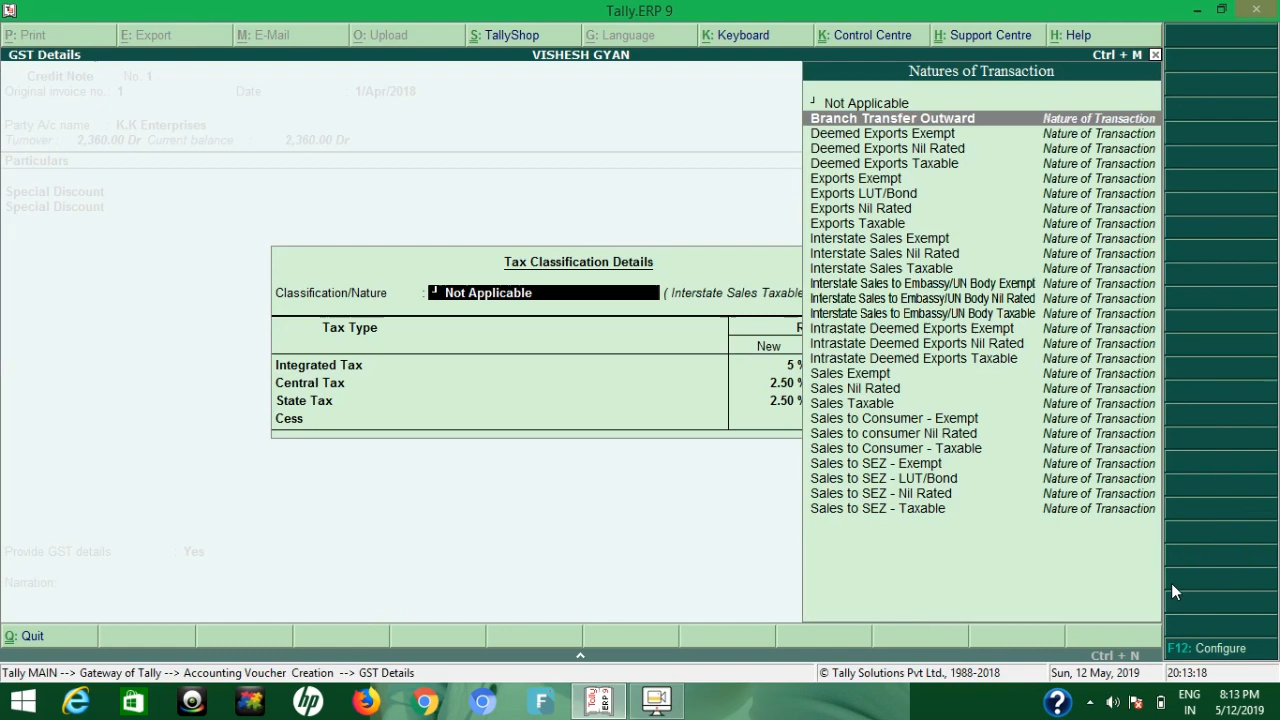 Tally.ERP 9
P: Print E: Export M: E-Mail O: Upload S: TallyShop G: Language K: Keyboard K: Control Centre H: Support Centre H: Help
GST Details VISHESH GYAN Ctrl + M
Credit Note No. 1
Original invoice no.: 1 Date : 1/Apr/2018
Party A/c name : K.K Enterprises
Turnover : 2,360.00 Dr Current balance : 2,360.00 Dr
Particulars
Special Discount
Special Discount
Tax Classification Details
Classification/Nature : ┘ Not Applicable ( Interstate Sales Taxable
Tax Type R
New
Integrated Tax 5 %
Central Tax 2.50 %
State Tax 2.50 %
Cess
Provide GST details : Yes
Narration:
Natures of Transaction
┘ Not Applicable
Branch Transfer Outward Nature of Transaction
Deemed Exports Exempt Nature of Transaction
Deemed Exports Nil Rated Nature of Transaction
Deemed Exports Taxable Nature of Transaction
Exports Exempt Nature of Transaction
Exports LUT/Bond Nature of Transaction
Exports Nil Rated Nature of Transaction
Exports Taxable Nature of Transaction
Interstate Sales Exempt Nature of Transaction
Interstate Sales Nil Rated Nature of Transaction
Interstate Sales Taxable Nature of Transaction
Interstate Sales to Embassy/UN Body Exempt Nature of Transaction
Interstate Sales to Embassy/UN Body Nil Rated Nature of Transaction
Interstate Sales to Embassy/UN Body Taxable Nature of Transaction
Intrastate Deemed Exports Exempt Nature of Transaction
Intrastate Deemed Exports Nil Rated Nature of Transaction
Intrastate Deemed Exports Taxable Nature of Transaction
Sales Exempt Nature of Transaction
Sales Nil Rated Nature of Transaction
Sales Taxable Nature of Transaction
Sales to Consumer - Exempt Nature of Transaction
Sales to consumer Nil Rated Nature of Transaction
Sales to Consumer - Taxable Nature of Transaction
Sales to SEZ - Exempt Nature of Transaction
Sales to SEZ - LUT/Bond Nature of Transaction
Sales to SEZ - Nil Rated Nature of Transaction
Sales to SEZ - Taxable Nature of Transaction
Q: Quit
F12: Configure
Ctrl + N
Tally MAIN --> Gateway of Tally --> Accounting Voucher Creation --> GST Details © Tally Solutions Pvt Ltd., 1988-2018 Sun, 12 May, 2019 20:13:18
hp F Tally ERP 9 ? ENG 8:13 PM
IN 5/12/2019